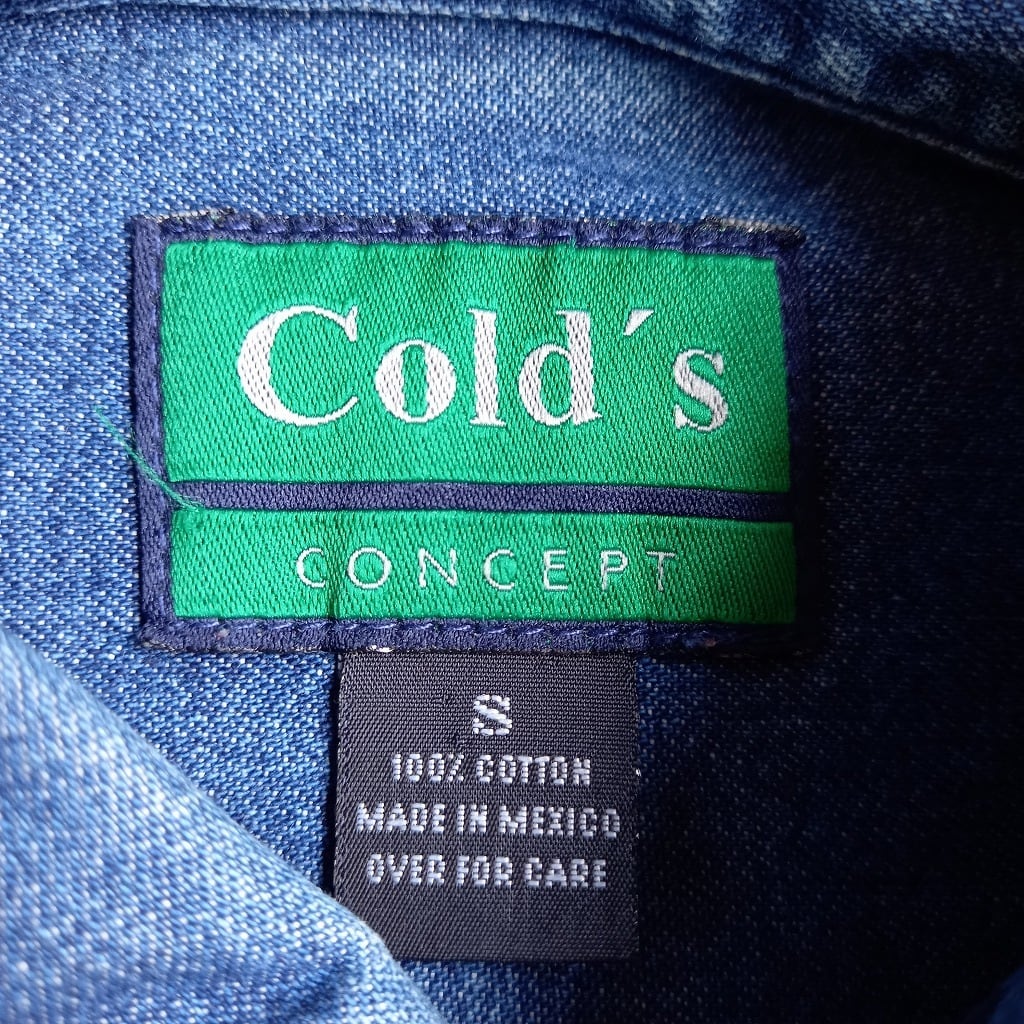 Cold´s
CONCEPT
S
100% COTTON
MADE IN MEXICO
OVER FOR CARE